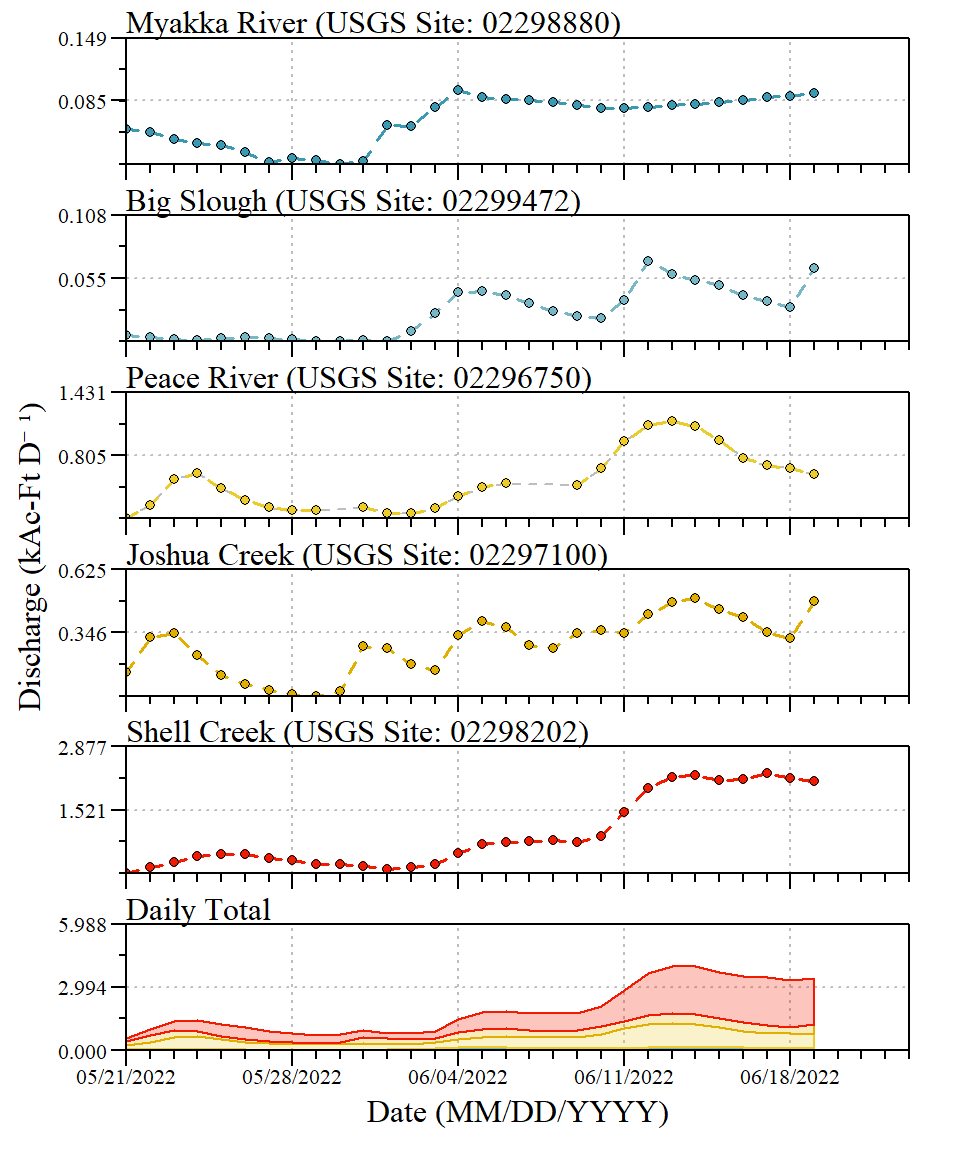 Myakka River (USGS Site: 02298880)
0.149
0.085
Big Slough (USGS Site: 02299472)
0.108
0.055
Peace River (USGS Site: 02296750)
1.431
0.805
Joshua Creek (USGS Site: 02297100)
0.625
0.346
Shell Creek (USGS Site: 02298202)
2.877
1.521
Daily Total
5.988
2.994
0.000
05/21/2022 05/28/2022 06/04/2022 06/11/2022 06/18/2022
Date (MM/DD/YYYY)
Discharge (kAc-Ft D⁻¹)